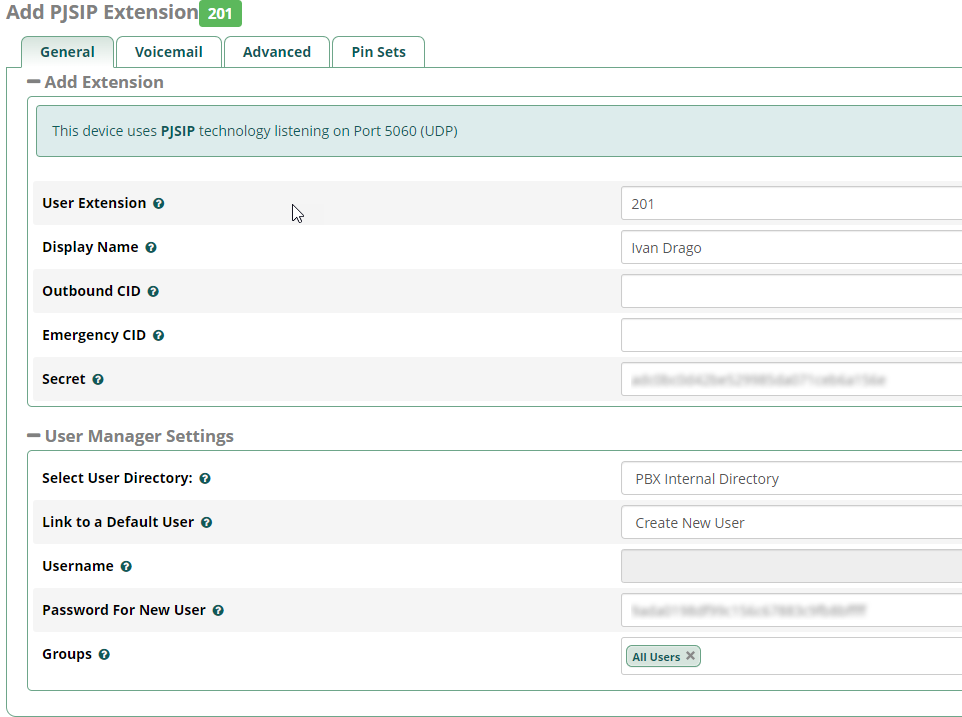 Add PJSIP Extension 201
General Voicemail Advanced Pin Sets
Add Extension
This device uses PJSIP technology listening on Port 5060 (UDP)
User Extension 201
Display Name Ivan Drago
Outbound CID
Emergency CID
Secret
User Manager Settings
Select User Directory: PBX Internal Directory
Link to a Default User Create New User
Username
Password For New User
Groups All Users